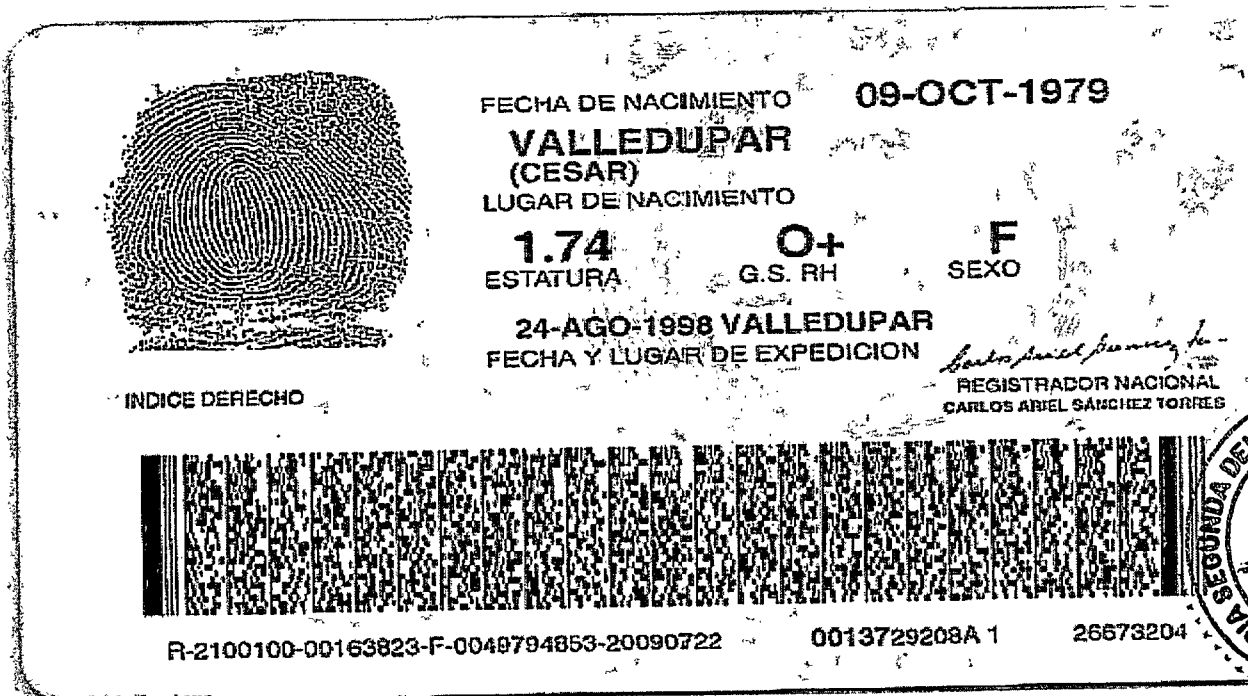 FECHA DE NACIMIENTO 09-OCT-1979
VALLEDUPAR
(CESAR)
LUGAR DE NACIMIENTO
1.74 O+ F
ESTATURA G.S. RH SEXO
24-AGO-1998 VALLEDUPAR
FECHA Y LUGAR DE EXPEDICION
INDICE DERECHO
REGISTRADOR NACIONAL
CARLOS ARIEL SÁNCHEZ TORRES
R-2100100-00163823-F-0049794853-20090722 0013729208A 1 26673204
SEGUNDA